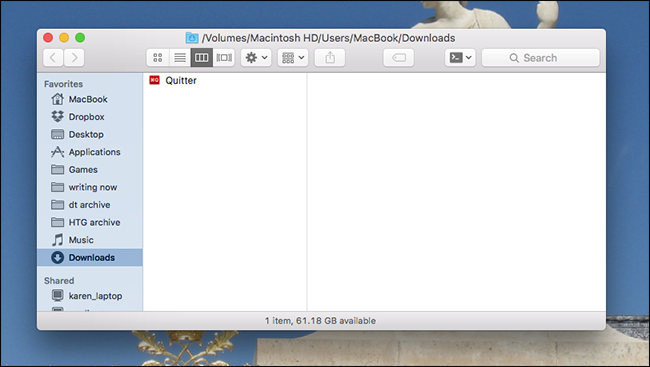 /Volumes/Macintosh HD/Users/MacBook/Downloads
Search
Favorites
MacBook
Dropbox
Desktop
Applications
Games
writing now
dt archive
HTG archive
Music
Downloads
Shared
karen_laptop
HQ Quitter
1 item, 61.18 GB available